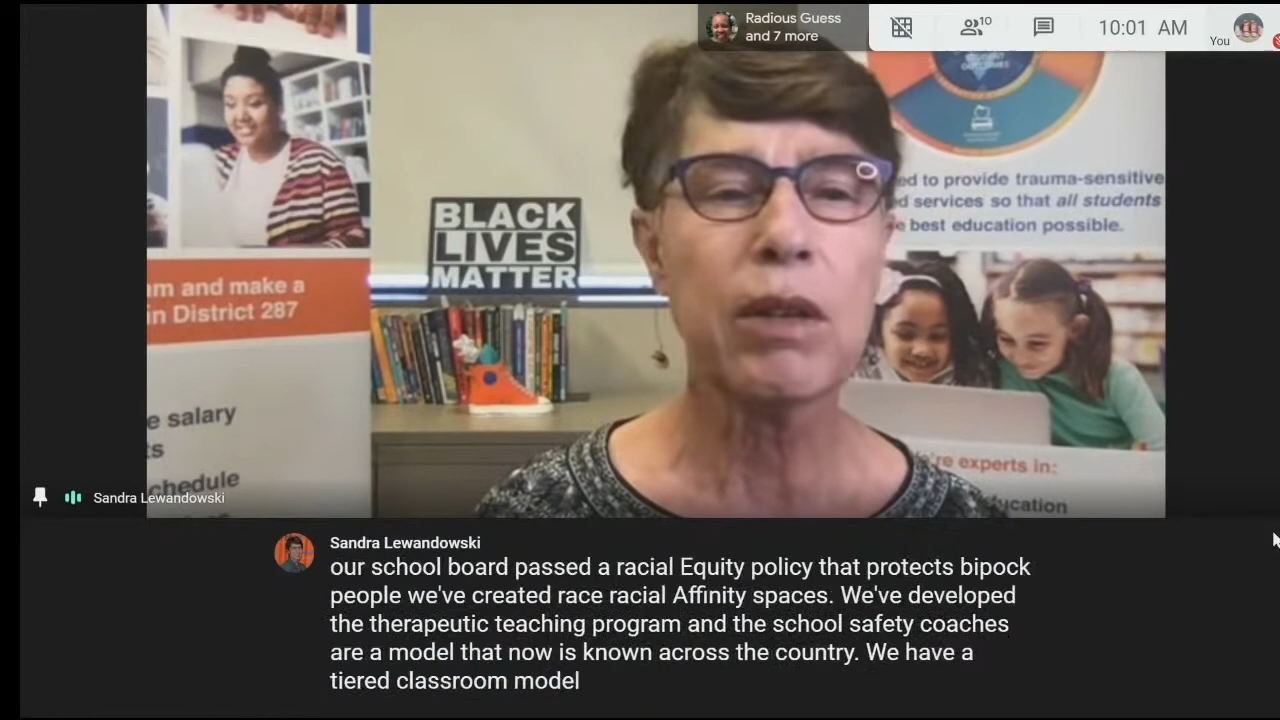 Radious Guess
and 7 more
10
10:01 AM
You
OUTCOMES
ed to provide trauma-sensitive
d services so that all students
e best education possible.
BLACK
LIVES
MATTER
m and make a
in District 287
e salary
ts
chedule
're experts in:
ucation
Sandra Lewandowski
Sandra Lewandowski
our school board passed a racial Equity policy that protects bipock
people we've created race racial Affinity spaces. We've developed
the therapeutic teaching program and the school safety coaches
are a model that now is known across the country. We have a
tiered classroom model